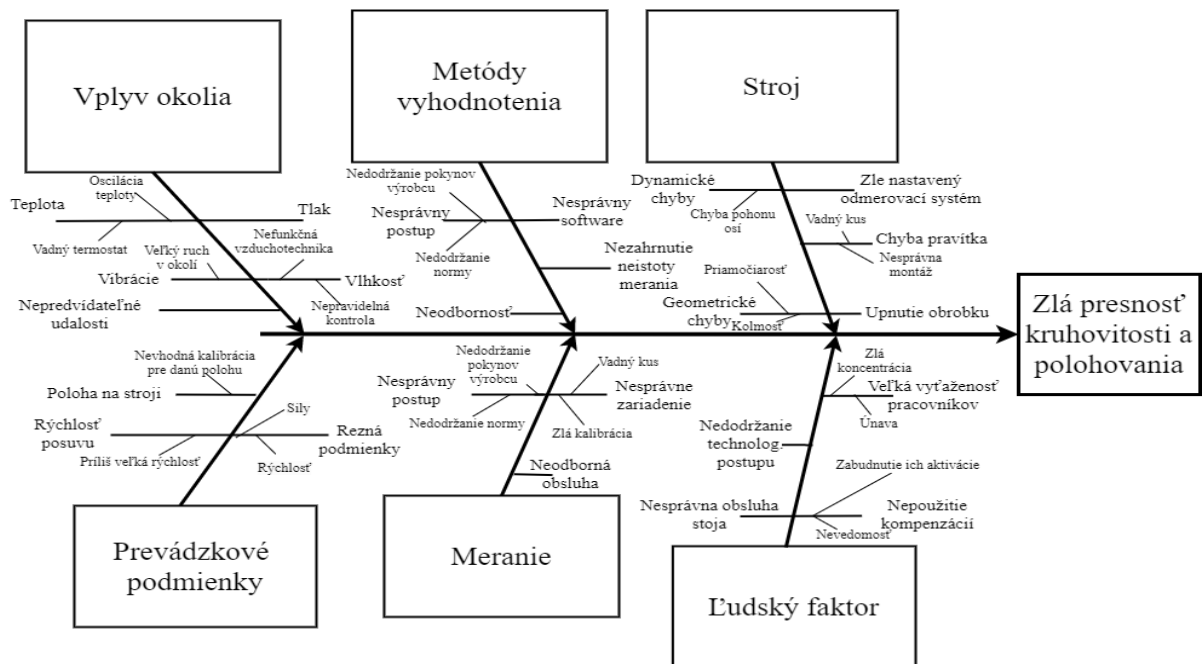 Vplyv okolia
Metódy
vyhodnotenia
Stroj
Oscilácia
teploty
Teplota
Tlak
Vadný termostat
Veľký ruch
v okolí
Nefunkčná
vzduchotechnika
Vibrácie
Vlhkosť
Nepravidelná
kontrola
Nepredvídateľné
udalosti
Nedodržanie pokynov
výrobcu
Nesprávny
postup
Nesprávny
software
Nedodržanie
normy
Nezahrnutie
neistoty
merania
Neodbornosť
Dynamické
chyby
Zle nastavený
odmerovací systém
Chyba pohonu
osí
Vadný kus
Chyba pravítka
Nesprávna
montáž
Priamočiarosť
Geometrické
chyby
Kolmosť
Upnutie obrobku
Zlá presnosť
kruhovitosti a
polohovania
Nevhodná kalibrácia
pre danú polohu
Poloha na stroji
Rýchlosť
posuvu
Sily
Rezná
podmienky
Príliš veľká rýchlosť
Rýchlosť
Nedodržanie
pokynov
výrobcu
Vadný kus
Nesprávny
postup
Nesprávne
zariadenie
Nedodržanie normy
Zlá kalibrácia
Neodborná
obsluha
Zlá
koncentrácia
Veľká vyťaženosť
pracovníkov
Únava
Nedodržanie
technolog.
postupu
Zabudnutie ich aktivácie
Nesprávna obsluha
stoja
Nepoužitie
kompenzácií
Nevedomosť
Prevádzkové
podmienky
Meranie
Ľudský faktor